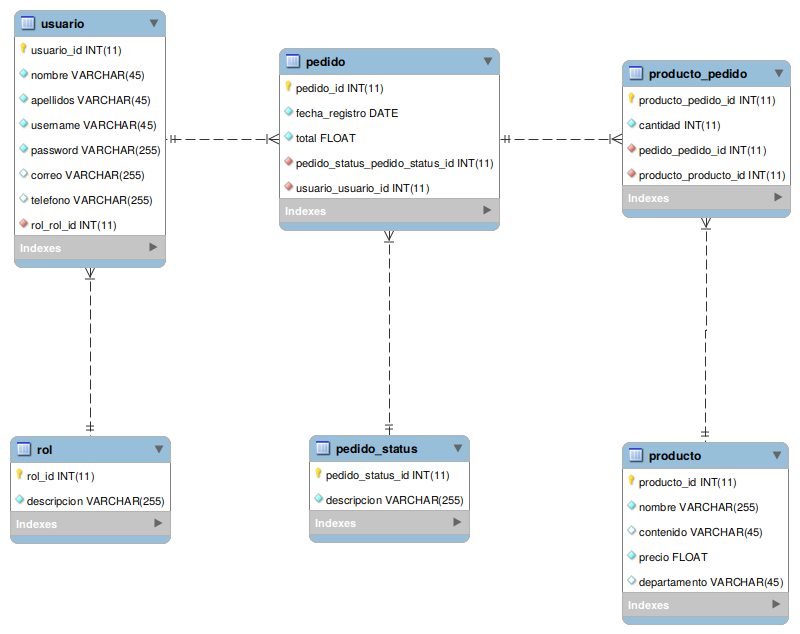 usuario
usuario_id INT(11)
nombre VARCHAR(45)
apellidos VARCHAR(45)
username VARCHAR(45)
password VARCHAR(255)
correo VARCHAR(255)
telefono VARCHAR(255)
rol_rol_id INT(11)
Indexes
pedido
pedido_id INT(11)
fecha_registro DATE
total FLOAT
pedido_status_pedido_status_id INT(11)
usuario_usuario_id INT(11)
Indexes
producto_pedido
producto_pedido_id INT(11)
cantidad INT(11)
pedido_pedido_id INT(11)
producto_producto_id INT(11)
Indexes
rol
rol_id INT(11)
descripcion VARCHAR(255)
Indexes
pedido_status
pedido_status_id INT(11)
descripcion VARCHAR(255)
Indexes
producto
producto_id INT(11)
nombre VARCHAR(255)
contenido VARCHAR(45)
precio FLOAT
departamento VARCHAR(45)
Indexes